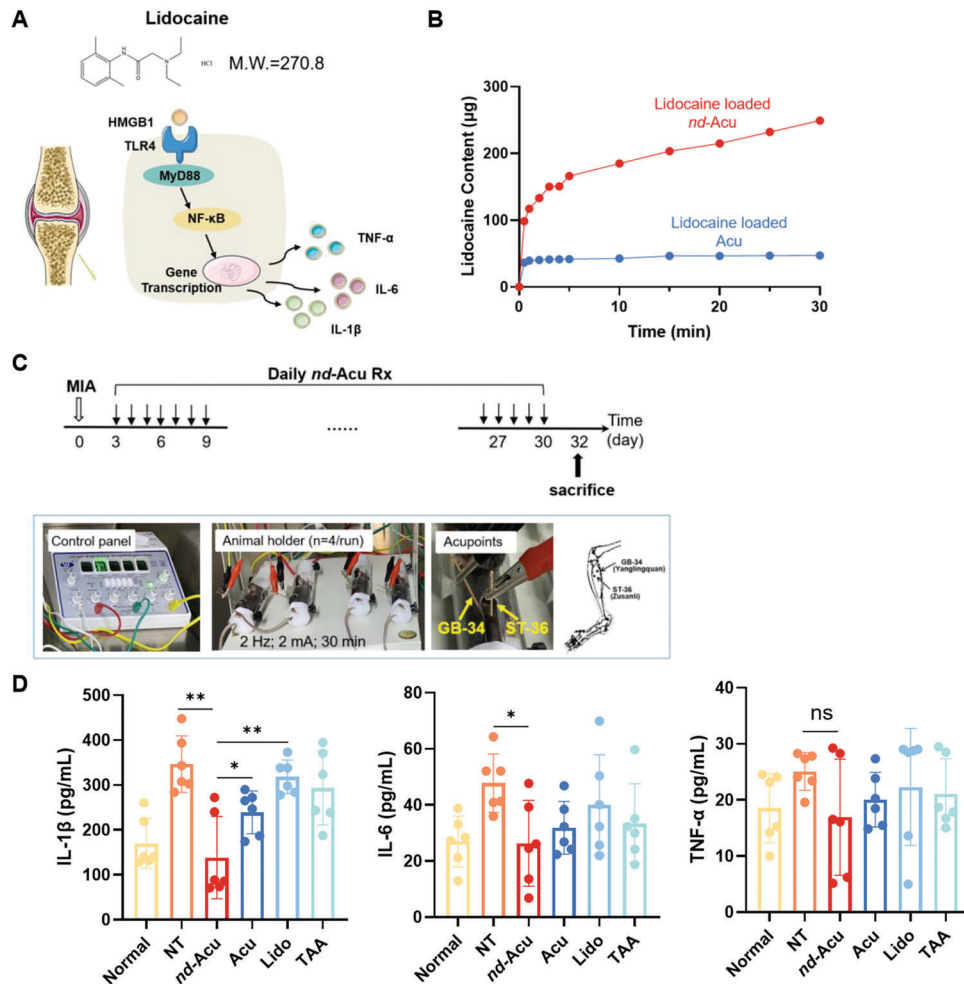 A
Lidocaine
NH
O
N
HCl
M.W.=270.8
HMGB1
TLR4
MyD88
NF-κB
Gene
Transcription
TNF-α
IL-6
IL-1β
B
Lidocaine Content (μg)
300
200
100
0
Lidocaine loaded
nd-Acu
Lidocaine loaded
Acu
0 10 20 30
Time (min)
C
Daily nd-Acu Rx
MIA
......
Time
(day)
0 3 6 9 27 30 32
sacrifice
Control panel
Animal holder (n=4/run)
2 Hz; 2 mA; 30 min
Acupoints
GB-34 ST-36
GB-34
(Yanglingquan)
ST-36
(Zusanli)
D
IL-1β (pg/mL)
500
400
300
200
100
0
**
**
*
Normal NT nd-Acu Acu Lido TAA
IL-6 (pg/mL)
80
60
40
20
0
*
Normal NT nd-Acu Acu Lido TAA
TNF-α (pg/mL)
40
30
20
10
0
ns
Normal NT nd-Acu Acu Lido TAA